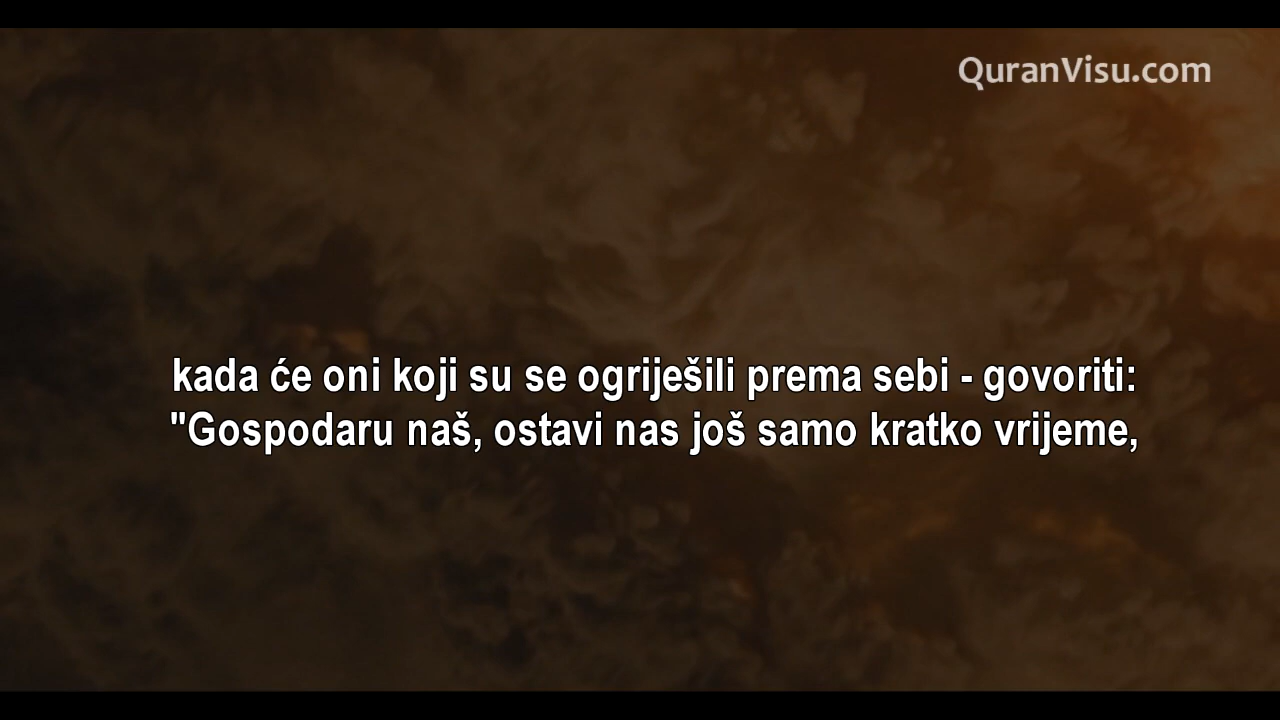 QuranVisu.com
kada će oni koji su se ogriješili prema sebi - govoriti:
"Gospodaru naš, ostavi nas još samo kratko vrijeme,